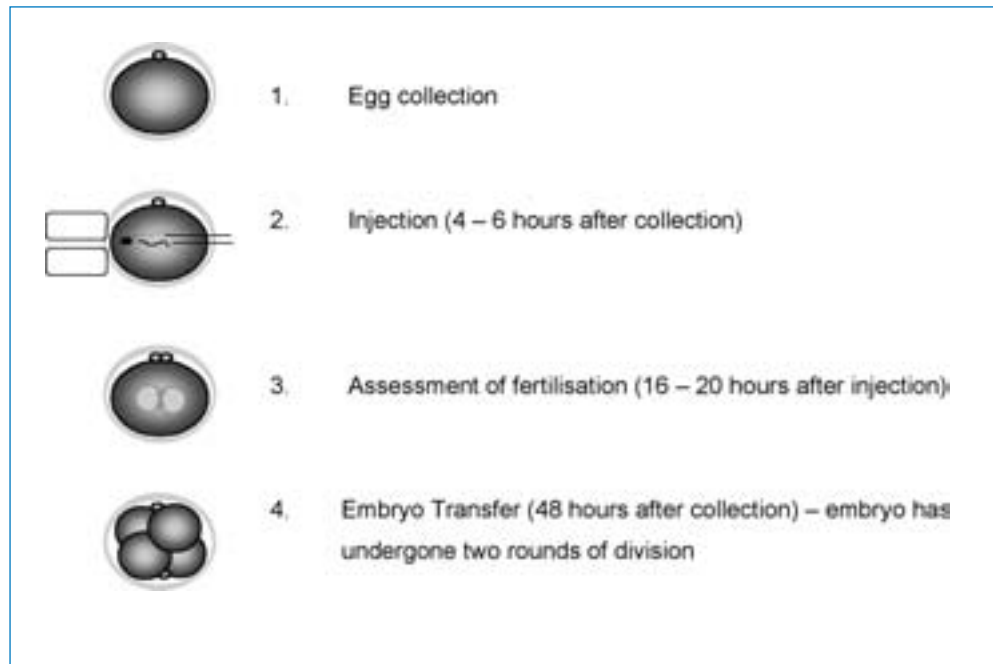 1. Egg collection
2. Injection (4 – 6 hours after collection)
3. Assessment of fertilisation (16 – 20 hours after injection)
4. Embryo Transfer (48 hours after collection) – embryo has
undergone two rounds of division